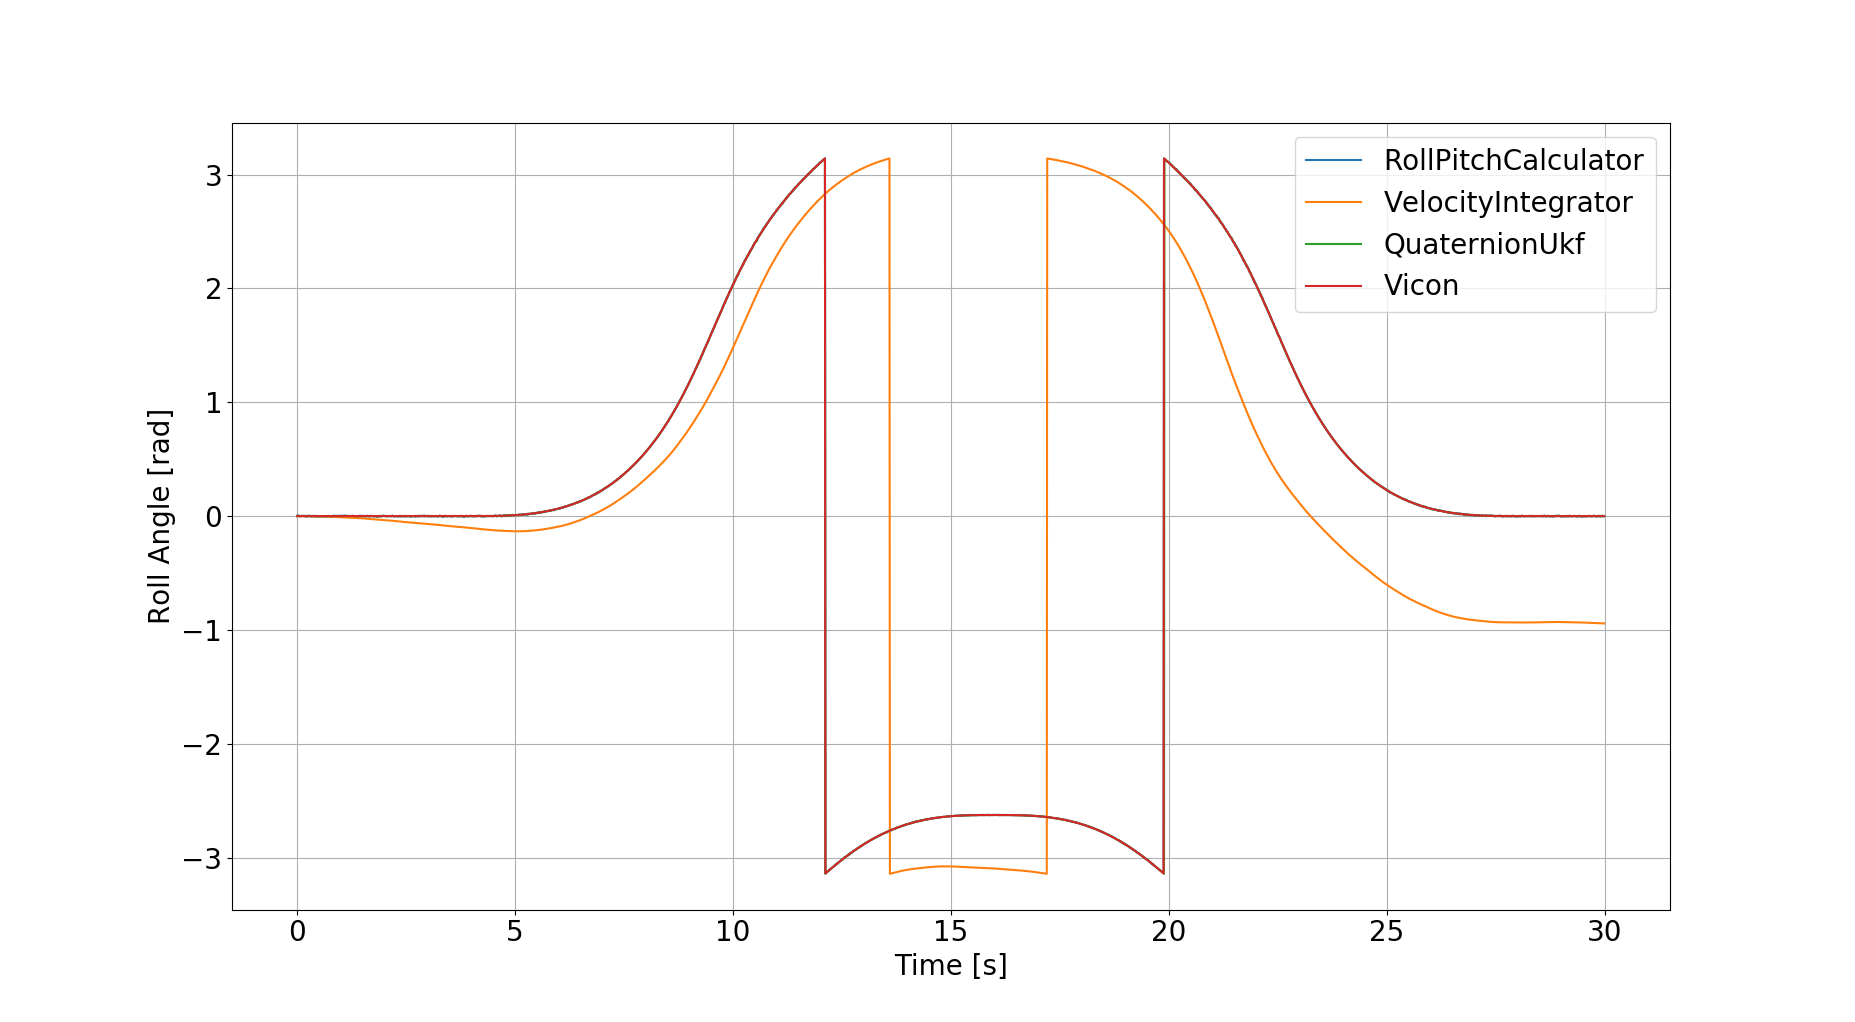 RollPitchCalculator
VelocityIntegrator
QuaternionUkf
Vicon
3
2
1
0
−1
−2
−3
Roll Angle [rad]
0 5 10 15 20 25 30
Time [s]